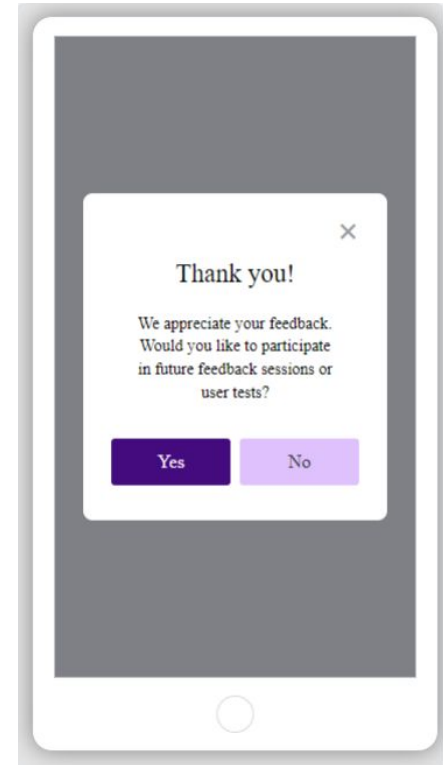 Thank you!
We appreciate your feedback.
Would you like to participate
in future feedback sessions or
user tests?
Yes
No